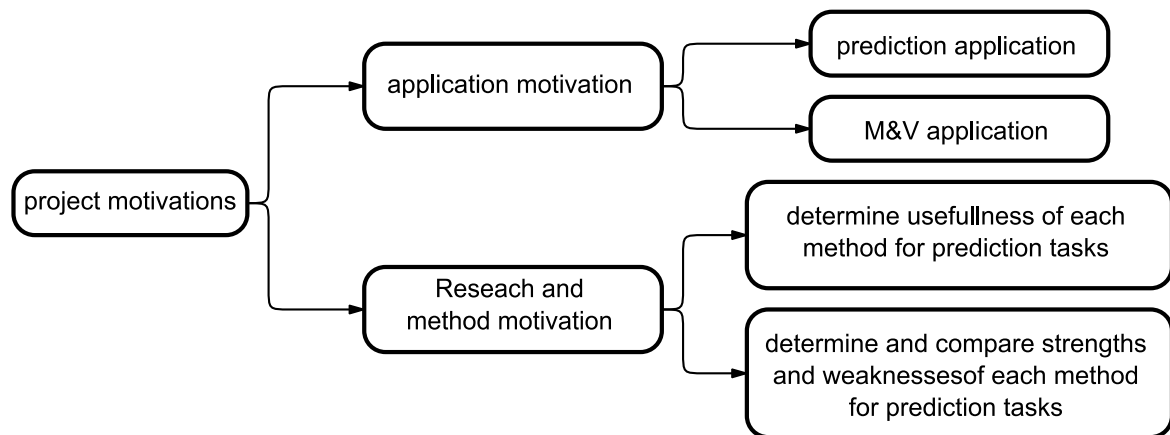 project motivations
application motivation
prediction application
M&V application
Reseach and
method motivation
determine usefullness of each
method for prediction tasks
determine and compare strengths
and weaknessesof each method
for prediction tasks